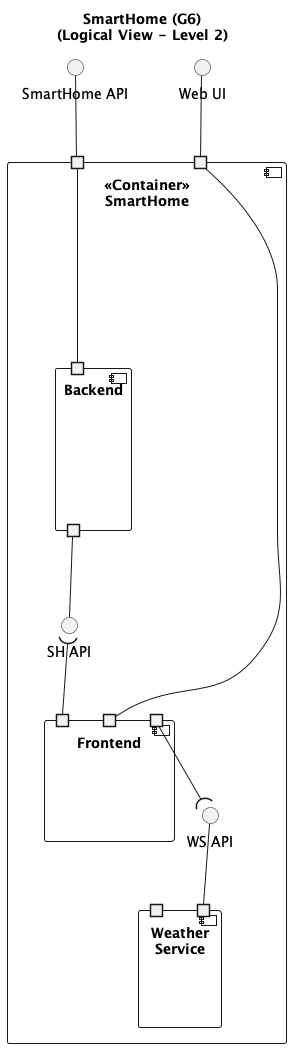 SmartHome (G6)
(Logical View - Level 2)
SmartHome API
Web UI
«Container»
SmartHome
Backend
SH API
Frontend
WS API
Weather
Service